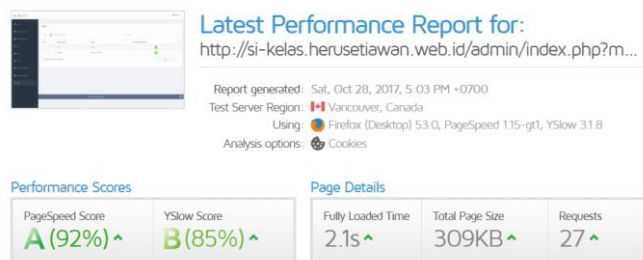 Latest Performance Report for:
http://si-kelas.herusetiawan.web.id/admin/index.php?m...
Report generated: Sat, Oct 28, 2017, 5:03 PM +0700
Test Server Region: Vancouver, Canada
Using: Firefox (Desktop) 53.0, PageSpeed 1.15-gt1, YSlow 3.1.8
Analysis options: Cookies
Performance Scores
Page Details
PageSpeed Score
YSlow Score
Fully Loaded Time
Total Page Size
Requests
A (92%)
B (85%)
2.1s
309KB
27